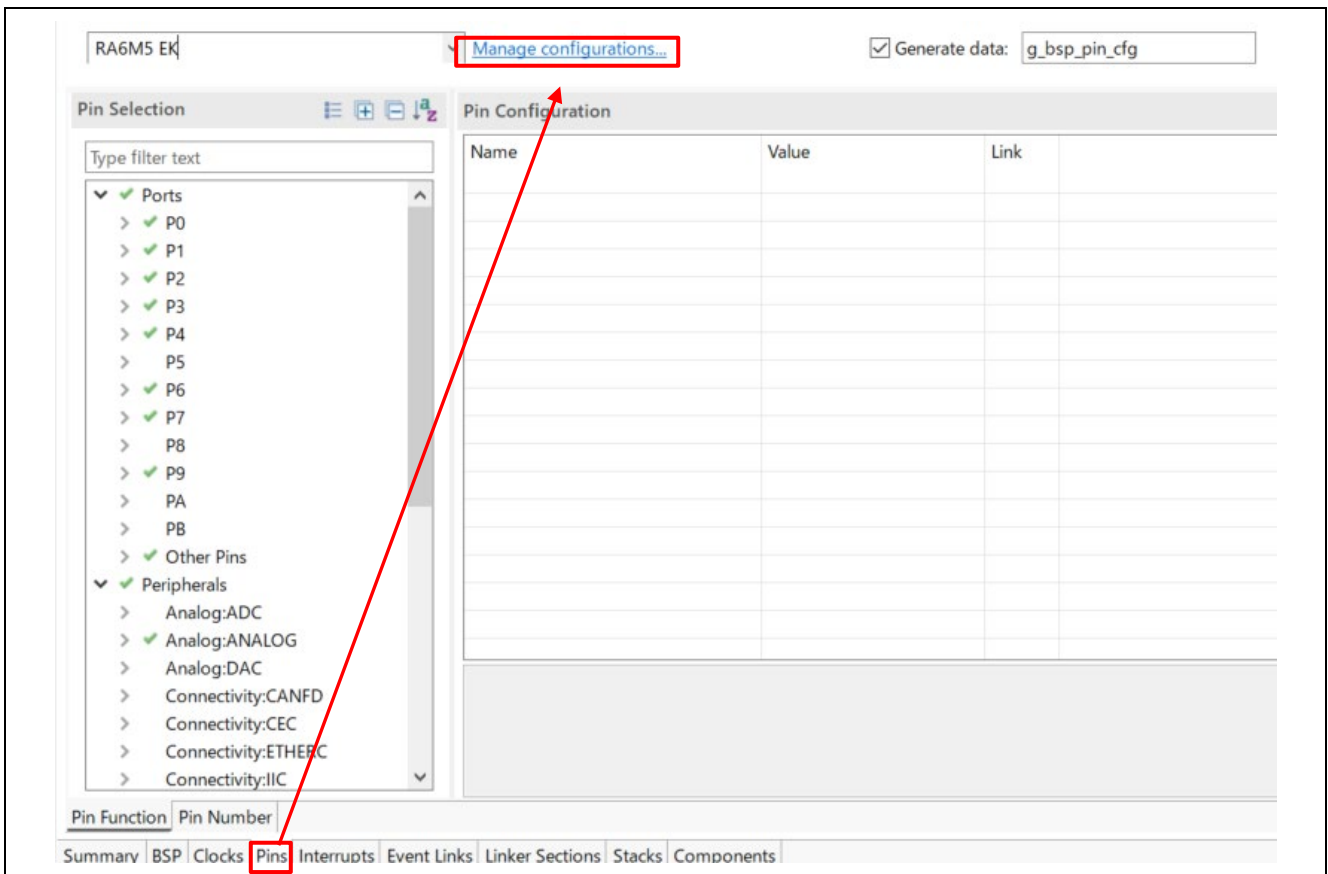 RA6M5 EK Manage configurations... Generate data: g_bsp_pin_cfg
Pin Selection
Type filter text
Ports
P0
P1
P2
P3
P4
P5
P6
P7
P8
P9
PA
PB
Other Pins
Peripherals
Analog:ADC
Analog:ANALOG
Analog:DAC
Connectivity:CANFD
Connectivity:CEC
Connectivity:ETHERC
Connectivity:IIC
Pin Configuration
Name Value Link
Pin Function Pin Number
Summary BSP Clocks Pins Interrupts Event Links Linker Sections Stacks Components